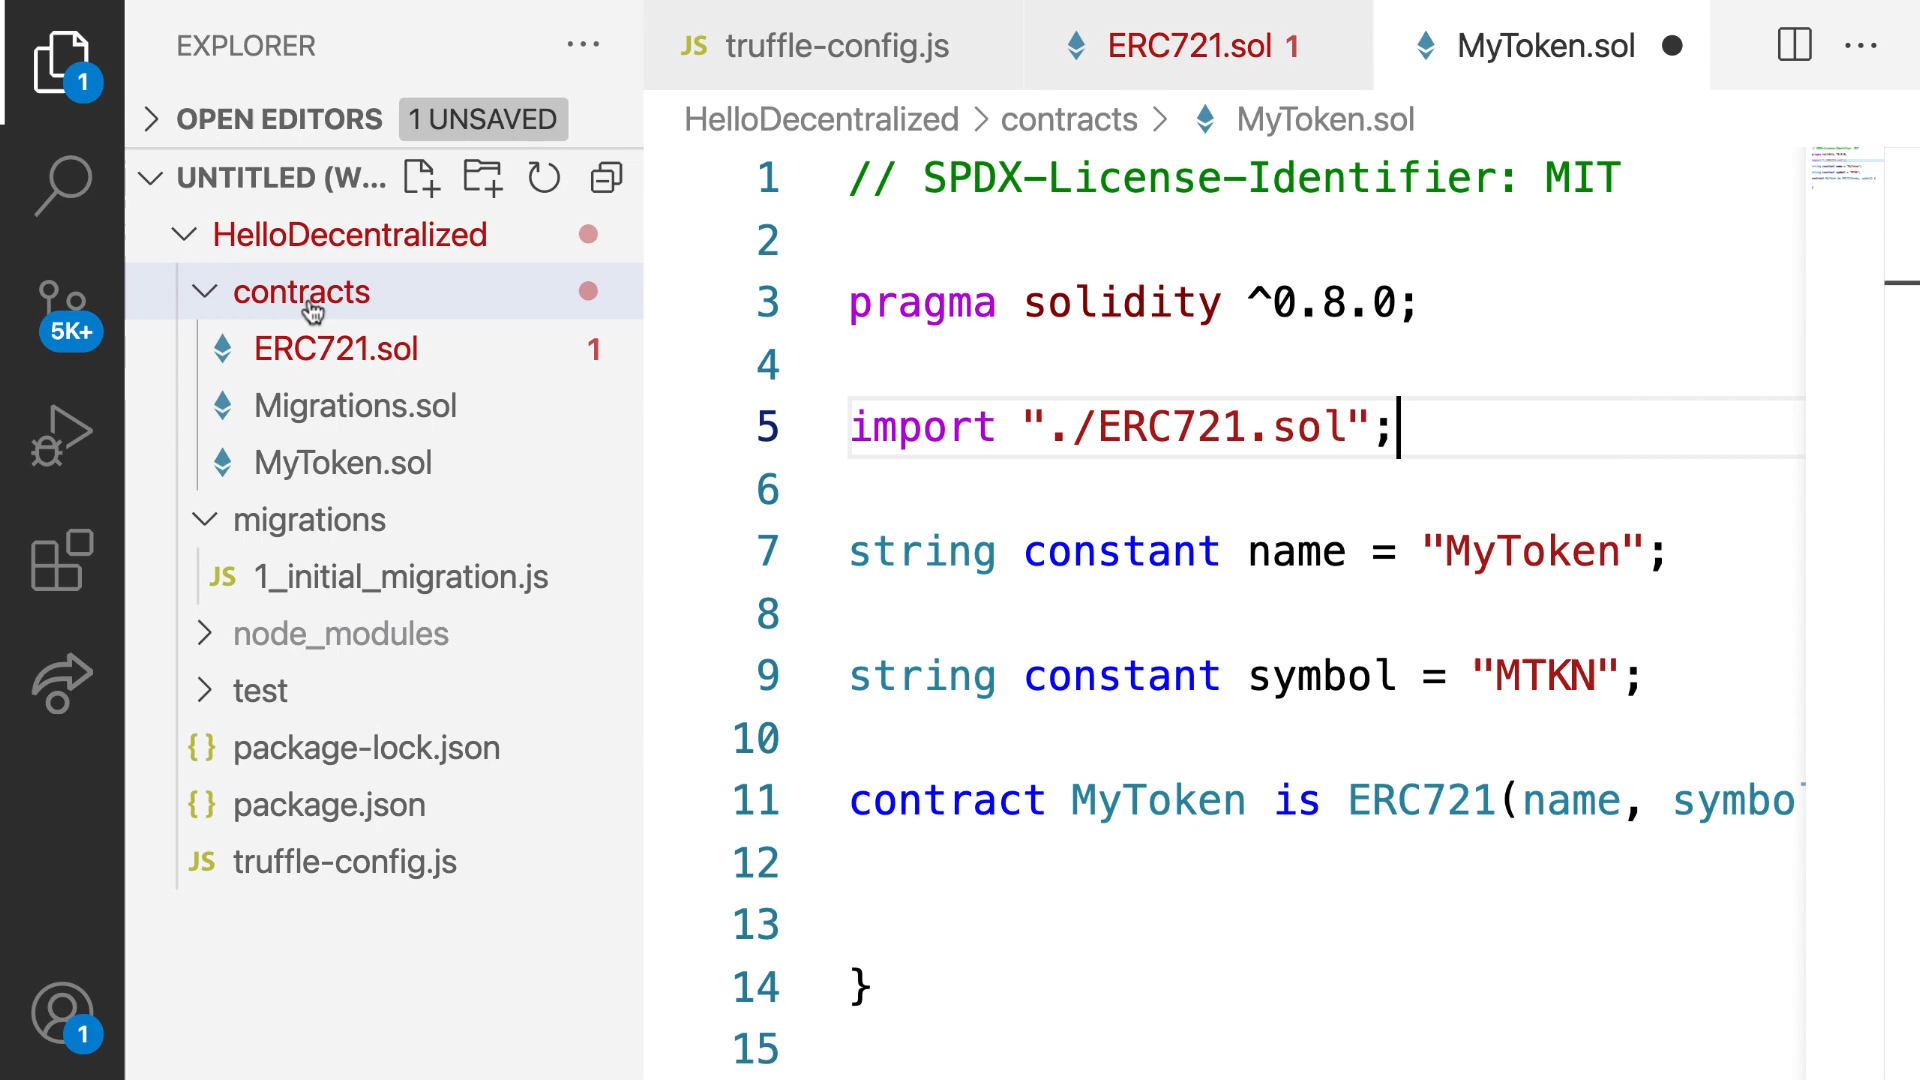 EXPLORER
OPEN EDITORS 1 UNSAVED
UNTITLED (W...
HelloDecentralized
contracts
ERC721.sol 1
Migrations.sol
MyToken.sol
migrations
JS 1_initial_migration.js
node_modules
test
{} package-lock.json
{} package.json
JS truffle-config.js
1
5K+
1
JS truffle-config.js
ERC721.sol 1
MyToken.sol
HelloDecentralized > contracts > MyToken.sol
1 // SPDX-License-Identifier: MIT
2
3 pragma solidity ^0.8.0;
4
5 import "./ERC721.sol";
6
7 string constant name = "MyToken";
8
9 string constant symbol = "MTKN";
10
11 contract MyToken is ERC721(name, symbo
12
13
14 }
15